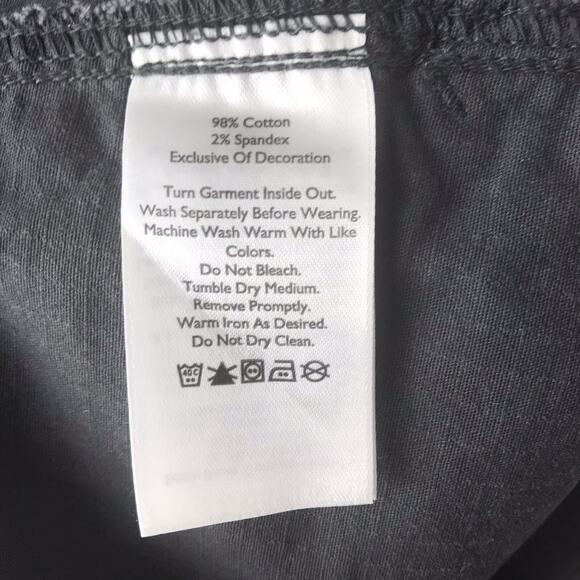 98% Cotton
2% Spandex
Exclusive Of Decoration
Turn Garment Inside Out.
Wash Separately Before Wearing.
Machine Wash Warm With Like
Colors.
Do Not Bleach.
Tumble Dry Medium.
Remove Promptly.
Warm Iron As Desired.
Do Not Dry Clean.
40C